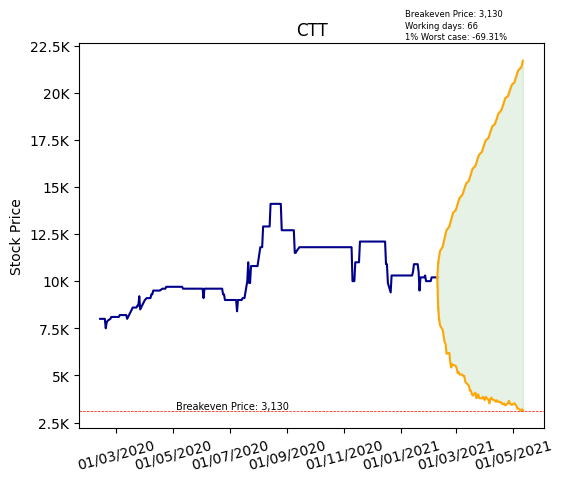 Breakeven Price: 3,130
Working days: 66
1% Worst case: -69.31%
CTT
Stock Price
22.5K
20K
17.5K
15K
12.5K
10K
7.5K
5K
2.5K
Breakeven Price: 3,130
01/03/2020
01/05/2020
01/07/2020
01/09/2020
01/11/2020
01/01/2021
01/03/2021
01/05/2021